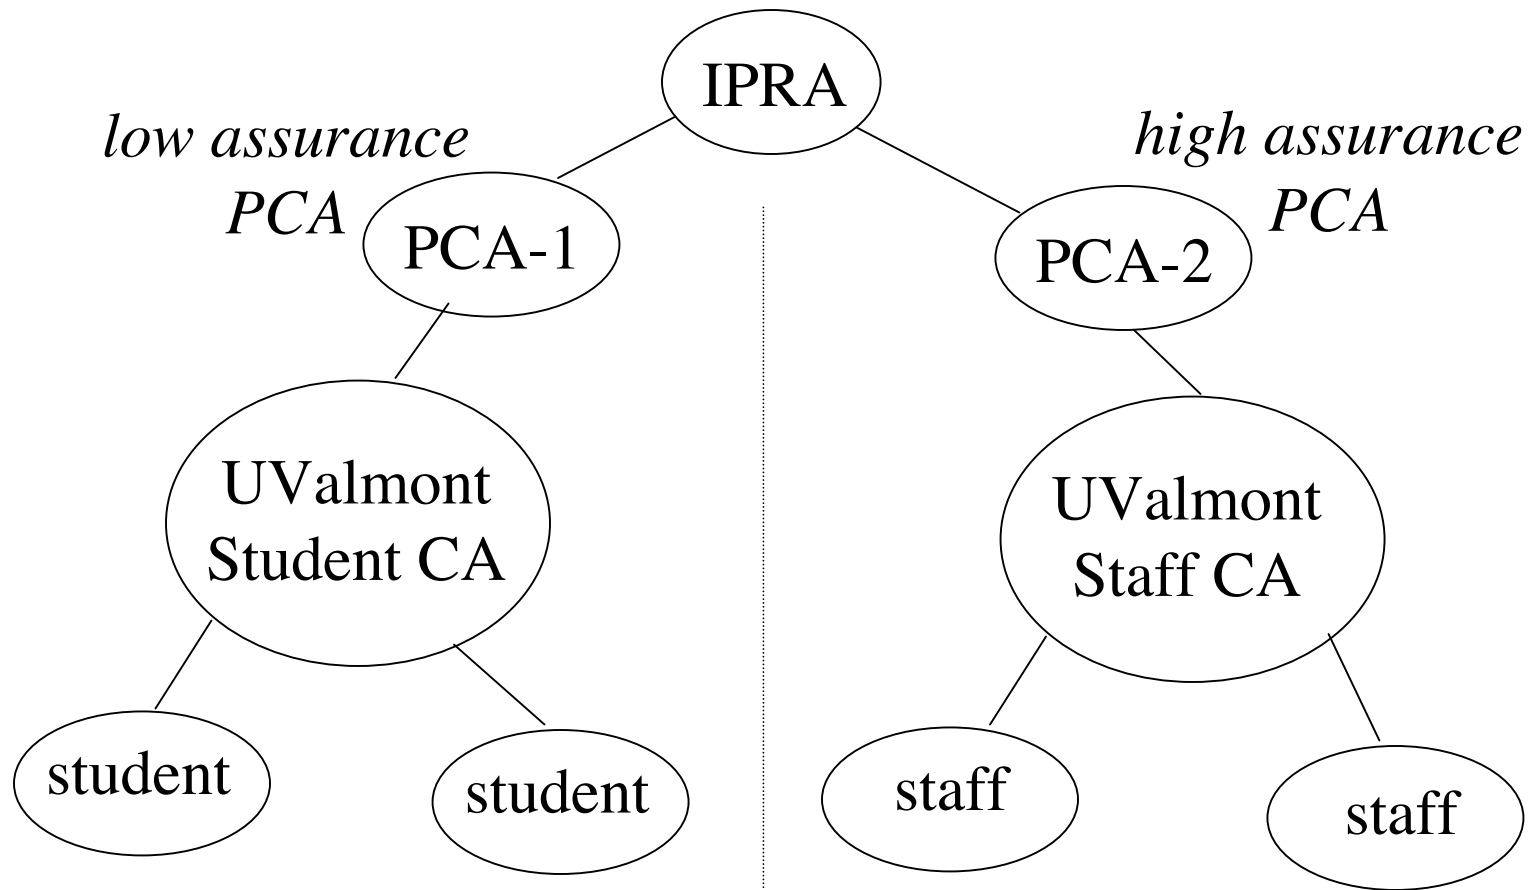 IPRA
low assurance
PCA
high assurance
PCA
PCA-1
PCA-2
UValmont
Student CA
UValmont
Staff CA
student
student
staff
staff